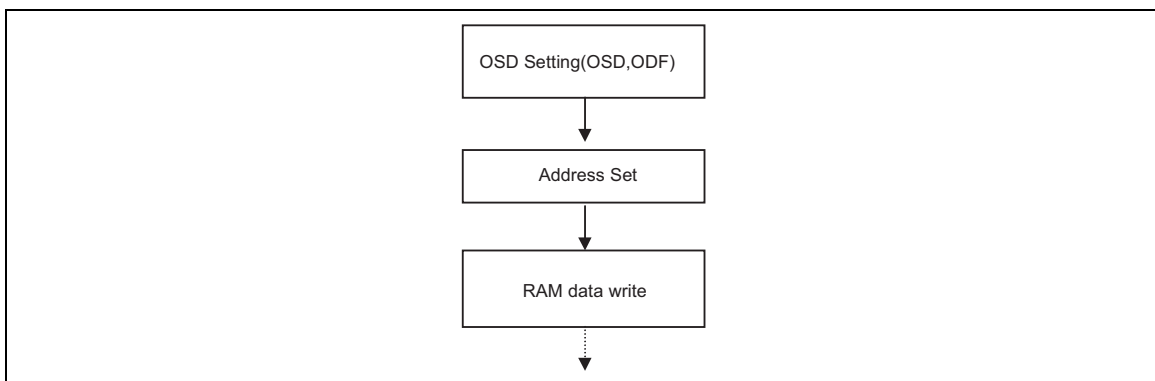 OSD Setting(OSD,ODF)
Address Set
RAM data write